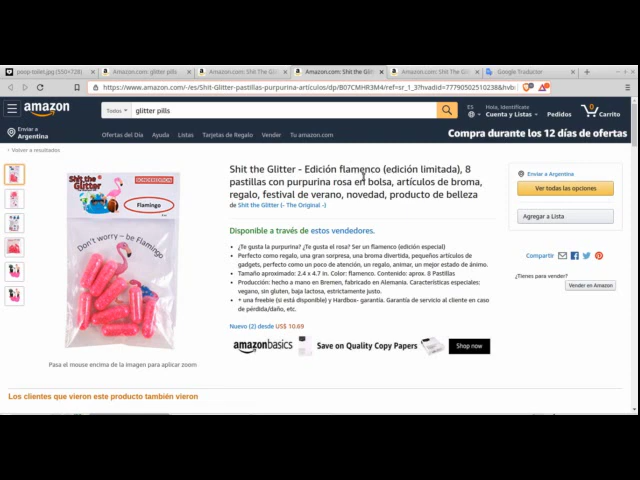 poop-toilet.jpg (550×728)
Amazon.com: glitter pills
Amazon.com: Shit The Gl
Amazon.com: Shit The Gli
Amazon.com: Shit The Gl
Google Traductor
https://www.amazon.com/-/es/Shit-Glitter-pastillas-purpurina-artículos/dp/B07CMHR3M4/ref=sr_1_3?hvadid=77790502510238&hvb
amazon
Todos
glitter pills
ES
Hola, Identifícate
Cuenta y Listas
Pedidos
0
Carrito
Enviar a
Argentina
Ofertas del Día
Ayuda
Listas
Tarjetas de Regalo
Vender
Tu amazon.com
Compra durante los 12 días de ofertas
Volver a resultados
Shit the Glitter
Flamingo
Don't worry – be Flamingo
Pasa el mouse encima de la imagen para aplicar zoom
Shit the Glitter - Edición flamenco (edición limitada), 8
pastillas con purpurina rosa en bolsa, artículos de broma,
regalo, festival de verano, novedad, producto de belleza
de Shit the Glitter (- The Original -)
Disponible a través de estos vendedores.
• ¿Te gusta la purpurina? ¿Te gusta el rosa? Ser un flamenco (edición especial)
• Perfecto como regalo, una gran sorpresa, una broma divertida, pequeños artículos de
gadgets, perfecto como un poco de atención, un regalo, animar, un mejor estado de ánimo.
• Tamaño aproximado: 2.4 x 4.7 in. Color: flamenco. Contenido: aprox. 8 Pastillas
• Producción: hecho a mano en Bremen, fabricado en Alemania. Características especiales:
vegano, sin gluten, baja lactosa, estrictamente justo.
• + una freebie (si está disponible) y Hardbox- garantía. Garantía de servicio al cliente en caso
de pérdida/daño, etc.
Nuevo (2) desde US$ 10.69
amazonbasics
Save on Quality Copy Papers
Shop now
Enviar a Argentina
Ver todas las opciones
Agregar a Lista
Compartir
¿Tienes para vender?
Vender en Amazon
Los clientes que vieron este producto también vieron